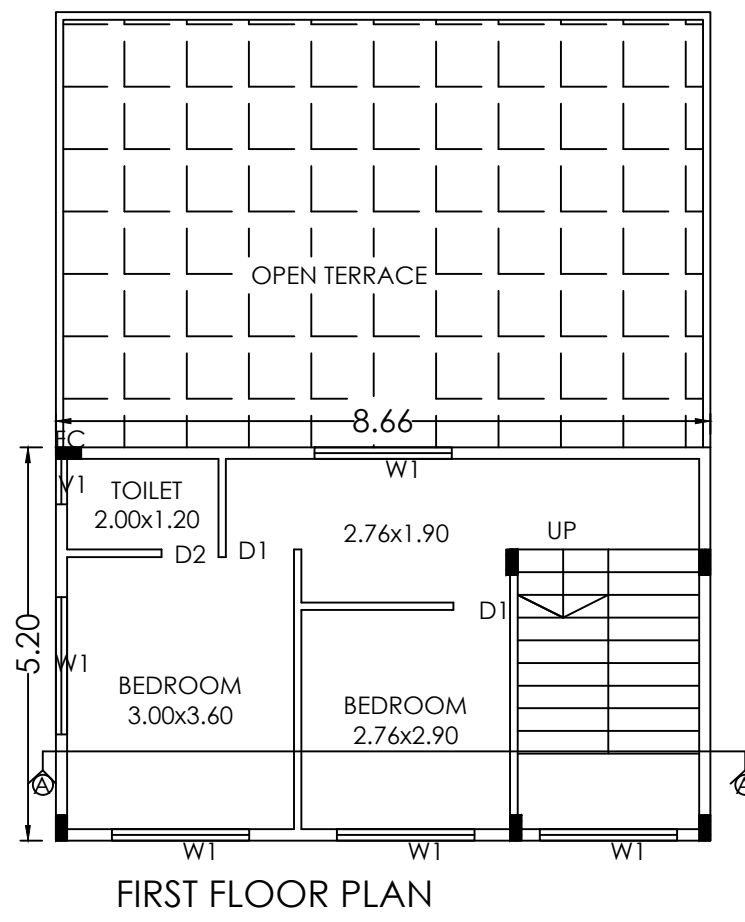 OPEN TERRACE
8.66
FC
W1
V1
TOILET
2.00x1.20
UP
2.76x1.90
D2
D1
D1
5.20
W1
BEDROOM
3.00x3.60
BEDROOM
2.76x2.90
A
A
W1
W1
W1
FIRST FLOOR PLAN